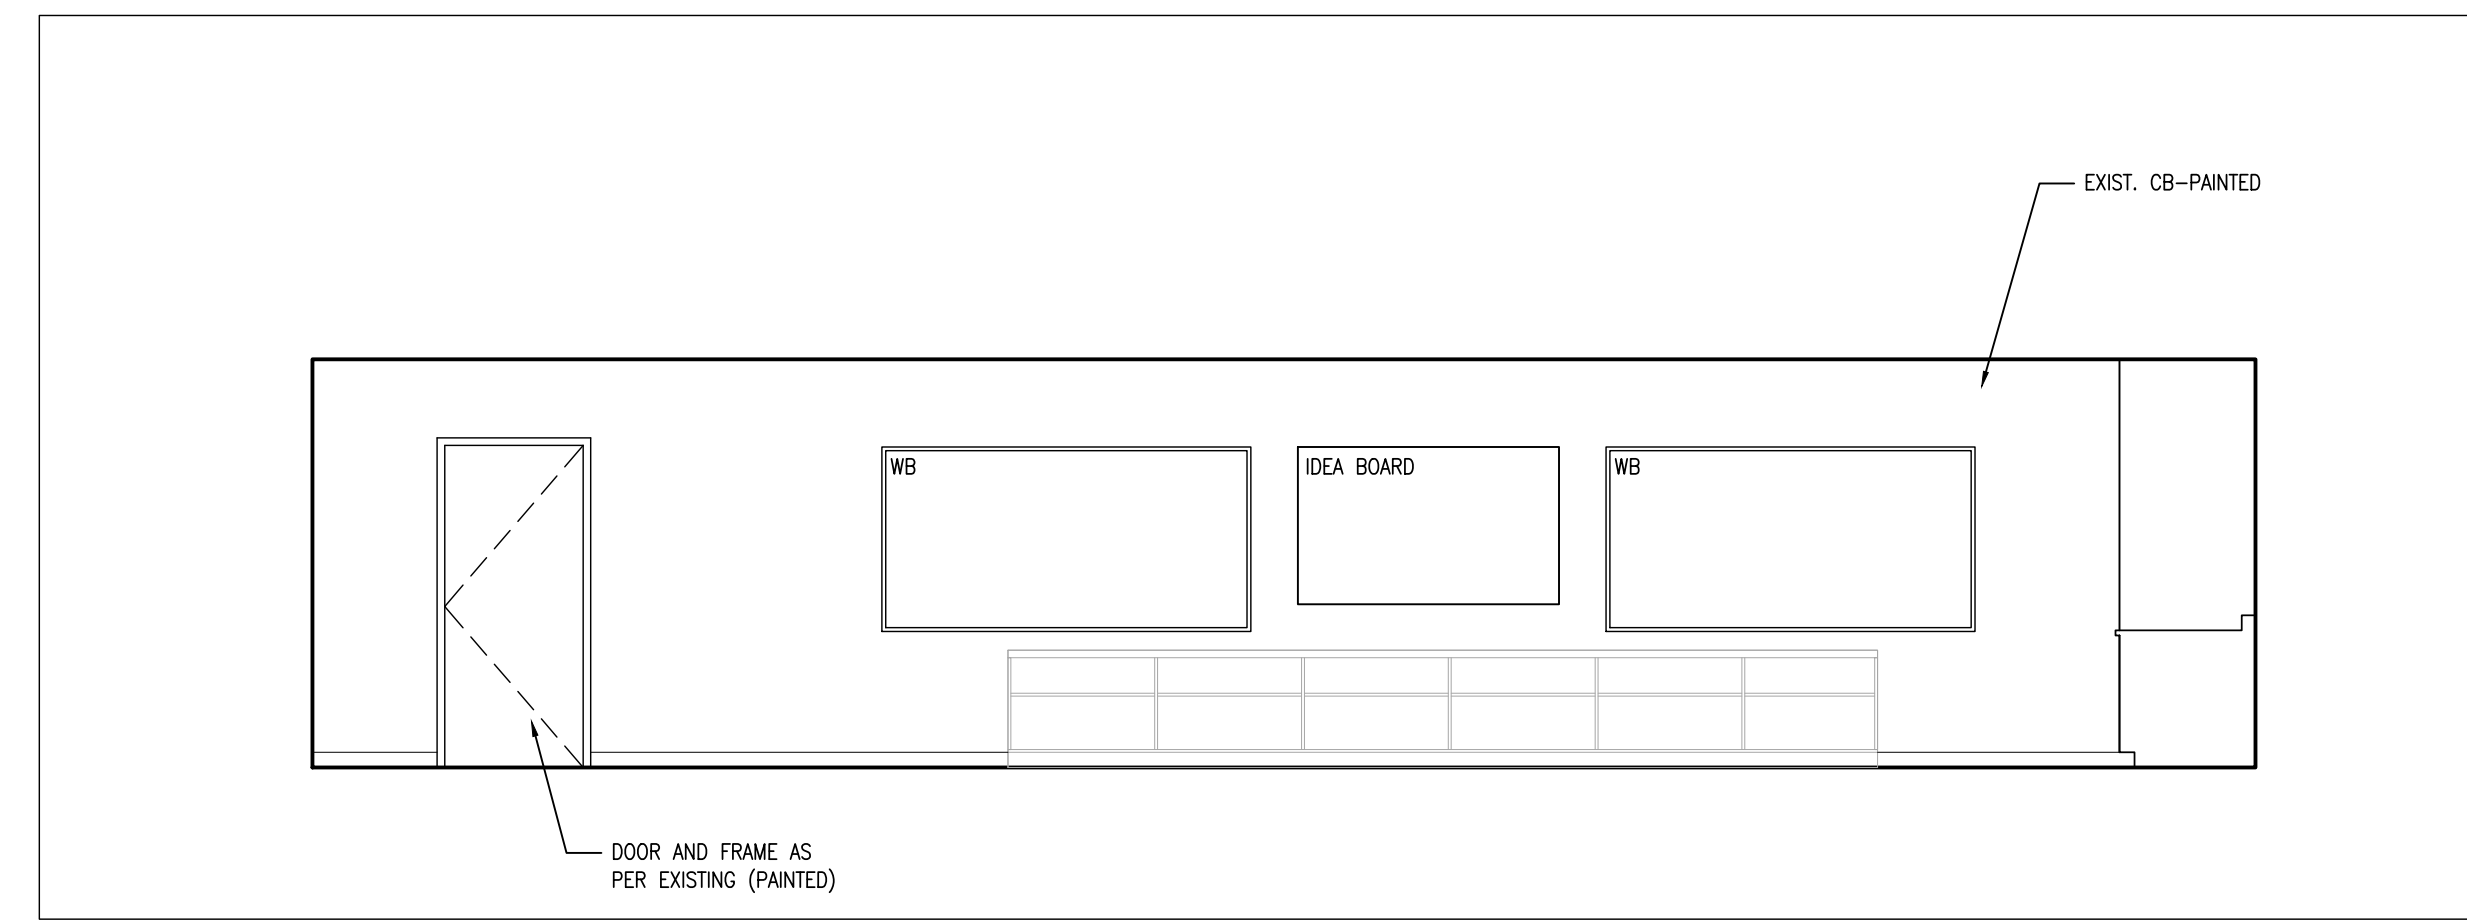 EXIST. CB-PAINTED
WB
IDEA BOARD
WB
DOOR AND FRAME AS
PER EXISTING (PAINTED)